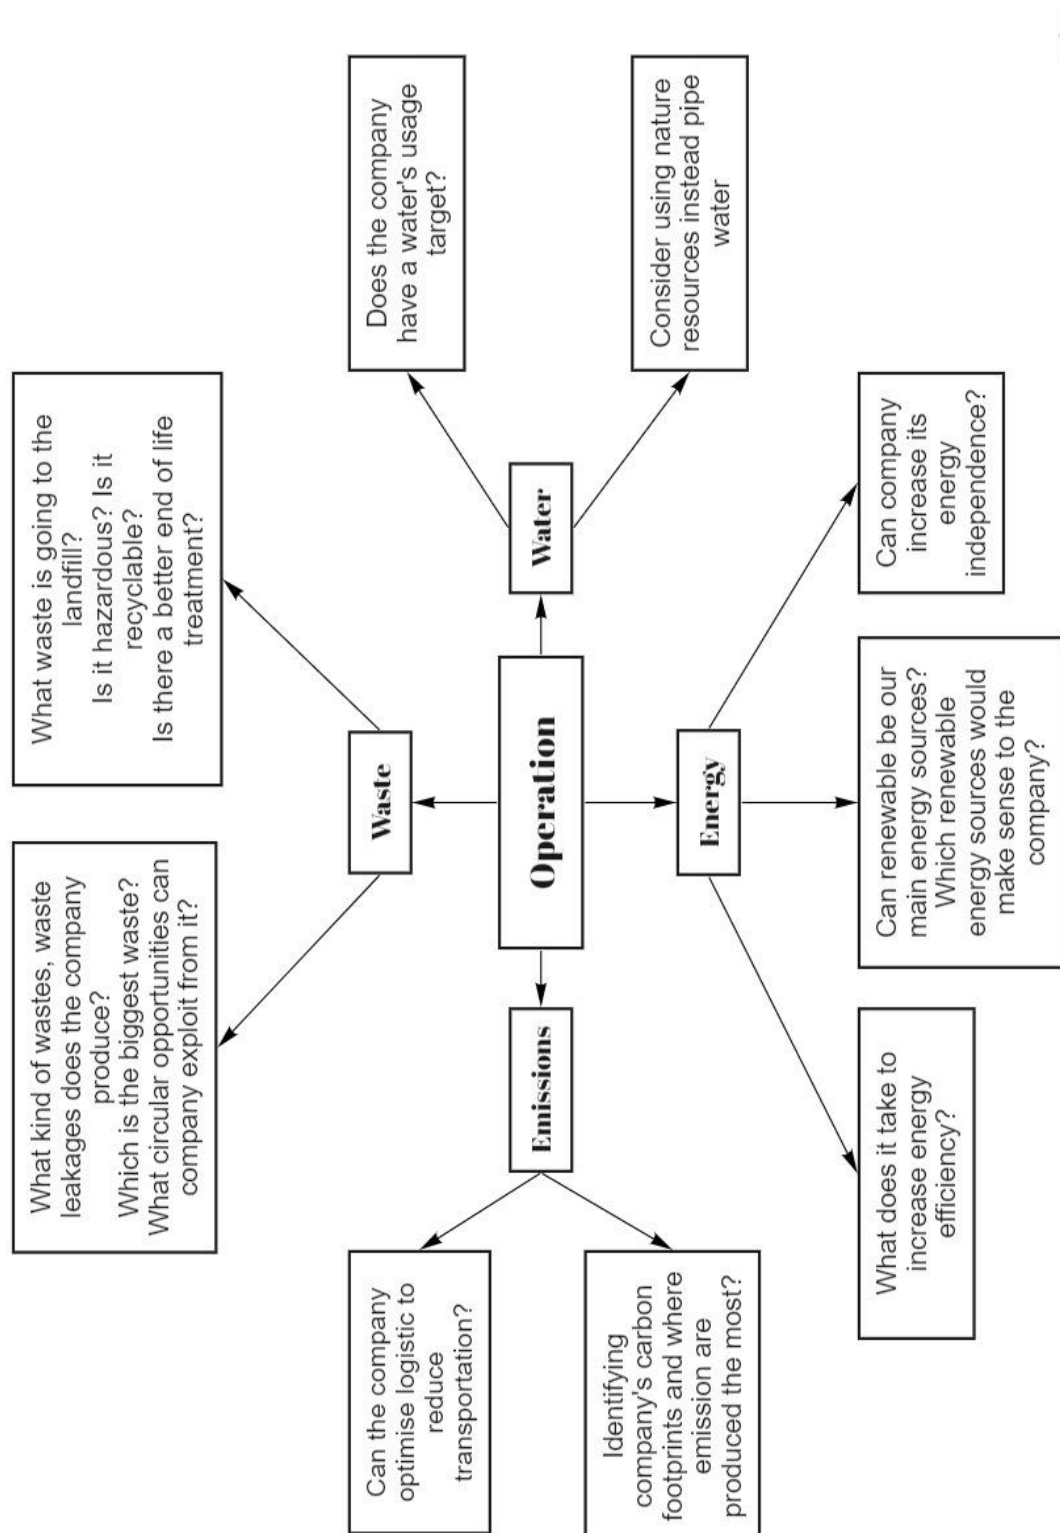 What kind of wastes, waste
leakages does the company
produce?
Which is the biggest waste?
What circular opportunities can
company exploit from it?
What waste is going to the
landfill?
Is it hazardous? Is it
recyclable?
Is there a better end of life
treatment?
Waste
Can the company
optimise logistic to
reduce
transportation?
Does the company
have a water's usage
target?
Emissions
Operation
Water
Identifying
company's carbon
footprints and where
emission are
produced the most?
Consider using nature
resources instead pipe
water
Energy
What does it take to
increase energy
efficiency?
Can renewable be our
main energy sources?
Which renewable
energy sources would
make sense to the
company?
Can company
increase its
energy
independence?